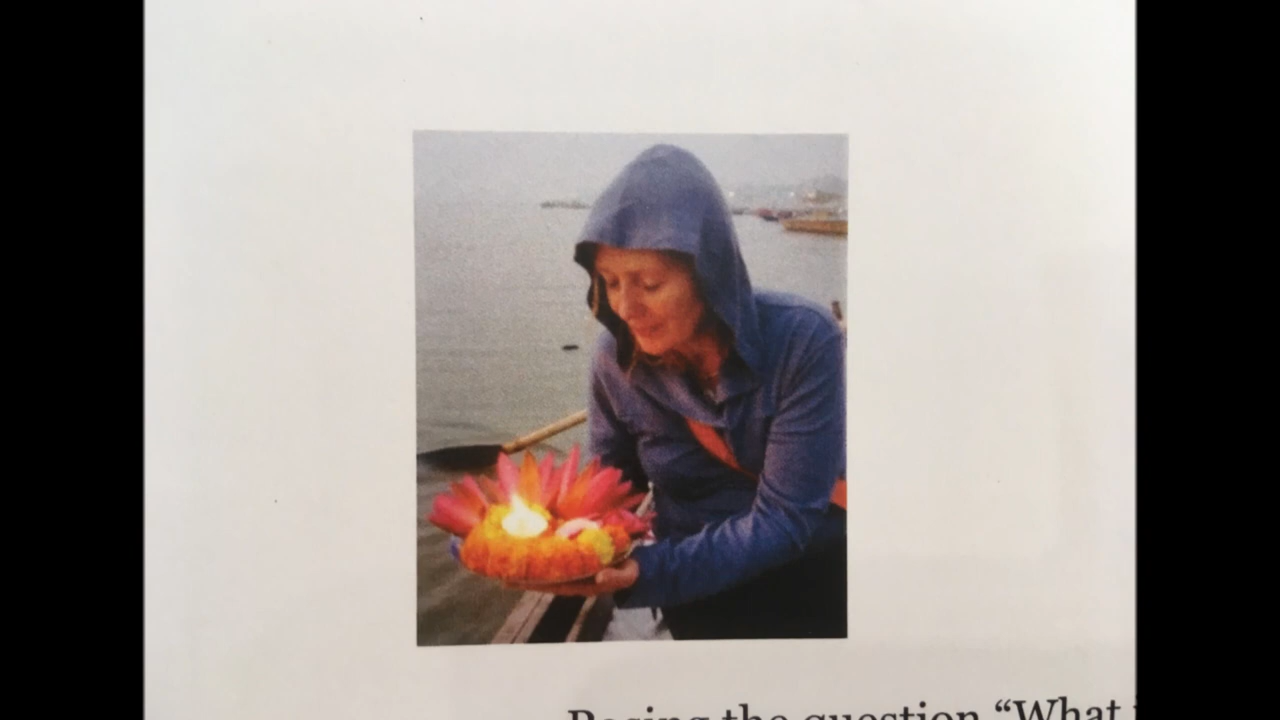 Posing the question “What